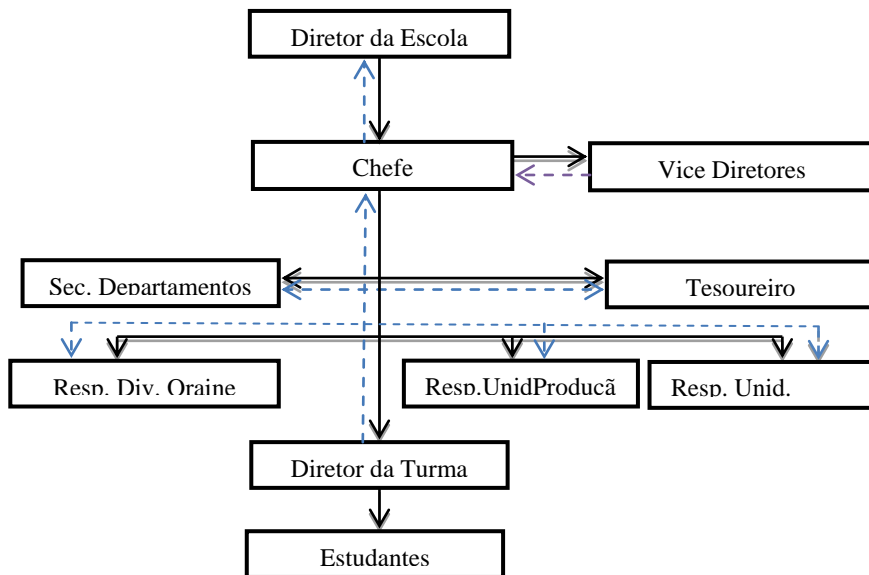 Diretor da Escola
Chefe
Vice Diretores
Sec. Departamentos
Tesoureiro
Resp. Div. Oraine
Resp.UnidProducã
Resp. Unid.
Diretor da Turma
Estudantes